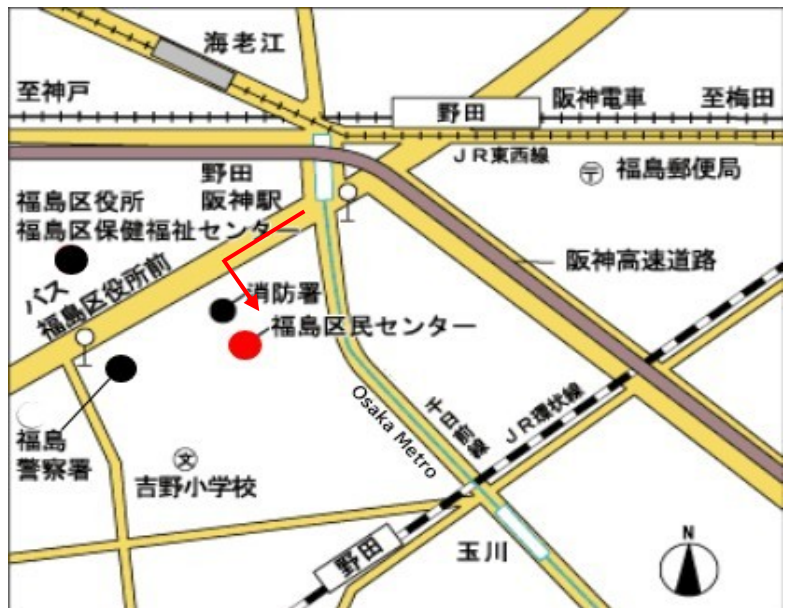 海老江
至神戸
野田
阪神電車
至梅田
JR東西線
野田
阪神駅
〒
福島郵便局
福島区役所
福島区保健福祉センター
阪神高速道路
バス
福島区役所前
消防署
福島区民センター
福島
警察署
Osaka Metro
千日前線
JR環状線
文
吉野小学校
野田
玉川
N